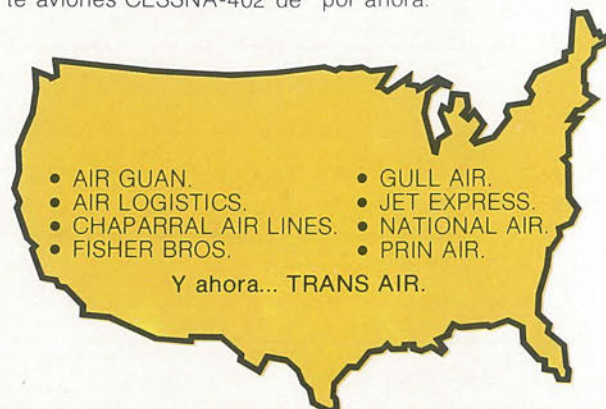 te aviones CESSNA-402 de por ahora.
• AIR GUAN.
• AIR LOGISTICS.
• CHAPARRAL AIR LINES.
• FISHER BROS.
• GULL AIR.
• JET EXPRESS.
• NATIONAL AIR.
• PRIN AIR.
Y ahora... TRANS AIR.